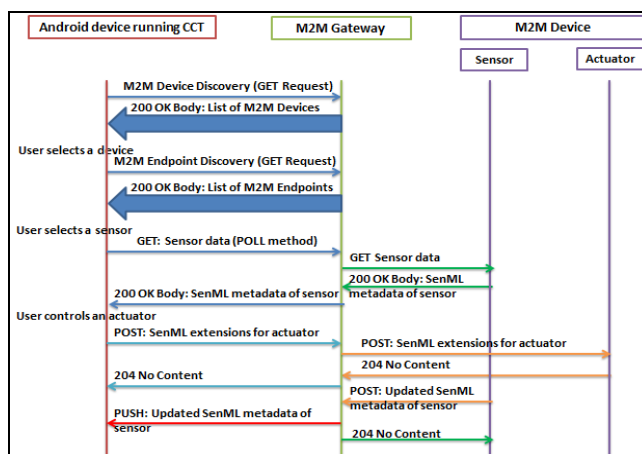 Android device running CCT
M2M Gateway
M2M Device
Sensor
Actuator
M2M Device Discovery (GET Request)
200 OK Body: List of M2M Devices
User selects a device
M2M Endpoint Discovery (GET Request)
200 OK Body: List of M2M Endpoints
User selects a sensor
GET: Sensor data (POLL method)
GET Sensor data
200 OK Body: SenML
metadata of sensor
200 OK Body: SenML metadata of sensor
User controls an actuator
POST: SenML extensions for actuator
POST: SenML extensions for actuator
204 No Content
204 No Content
POST: Updated SenML
metadata of sensor
PUSH: Updated SenML metadata of
sensor
204 No Content